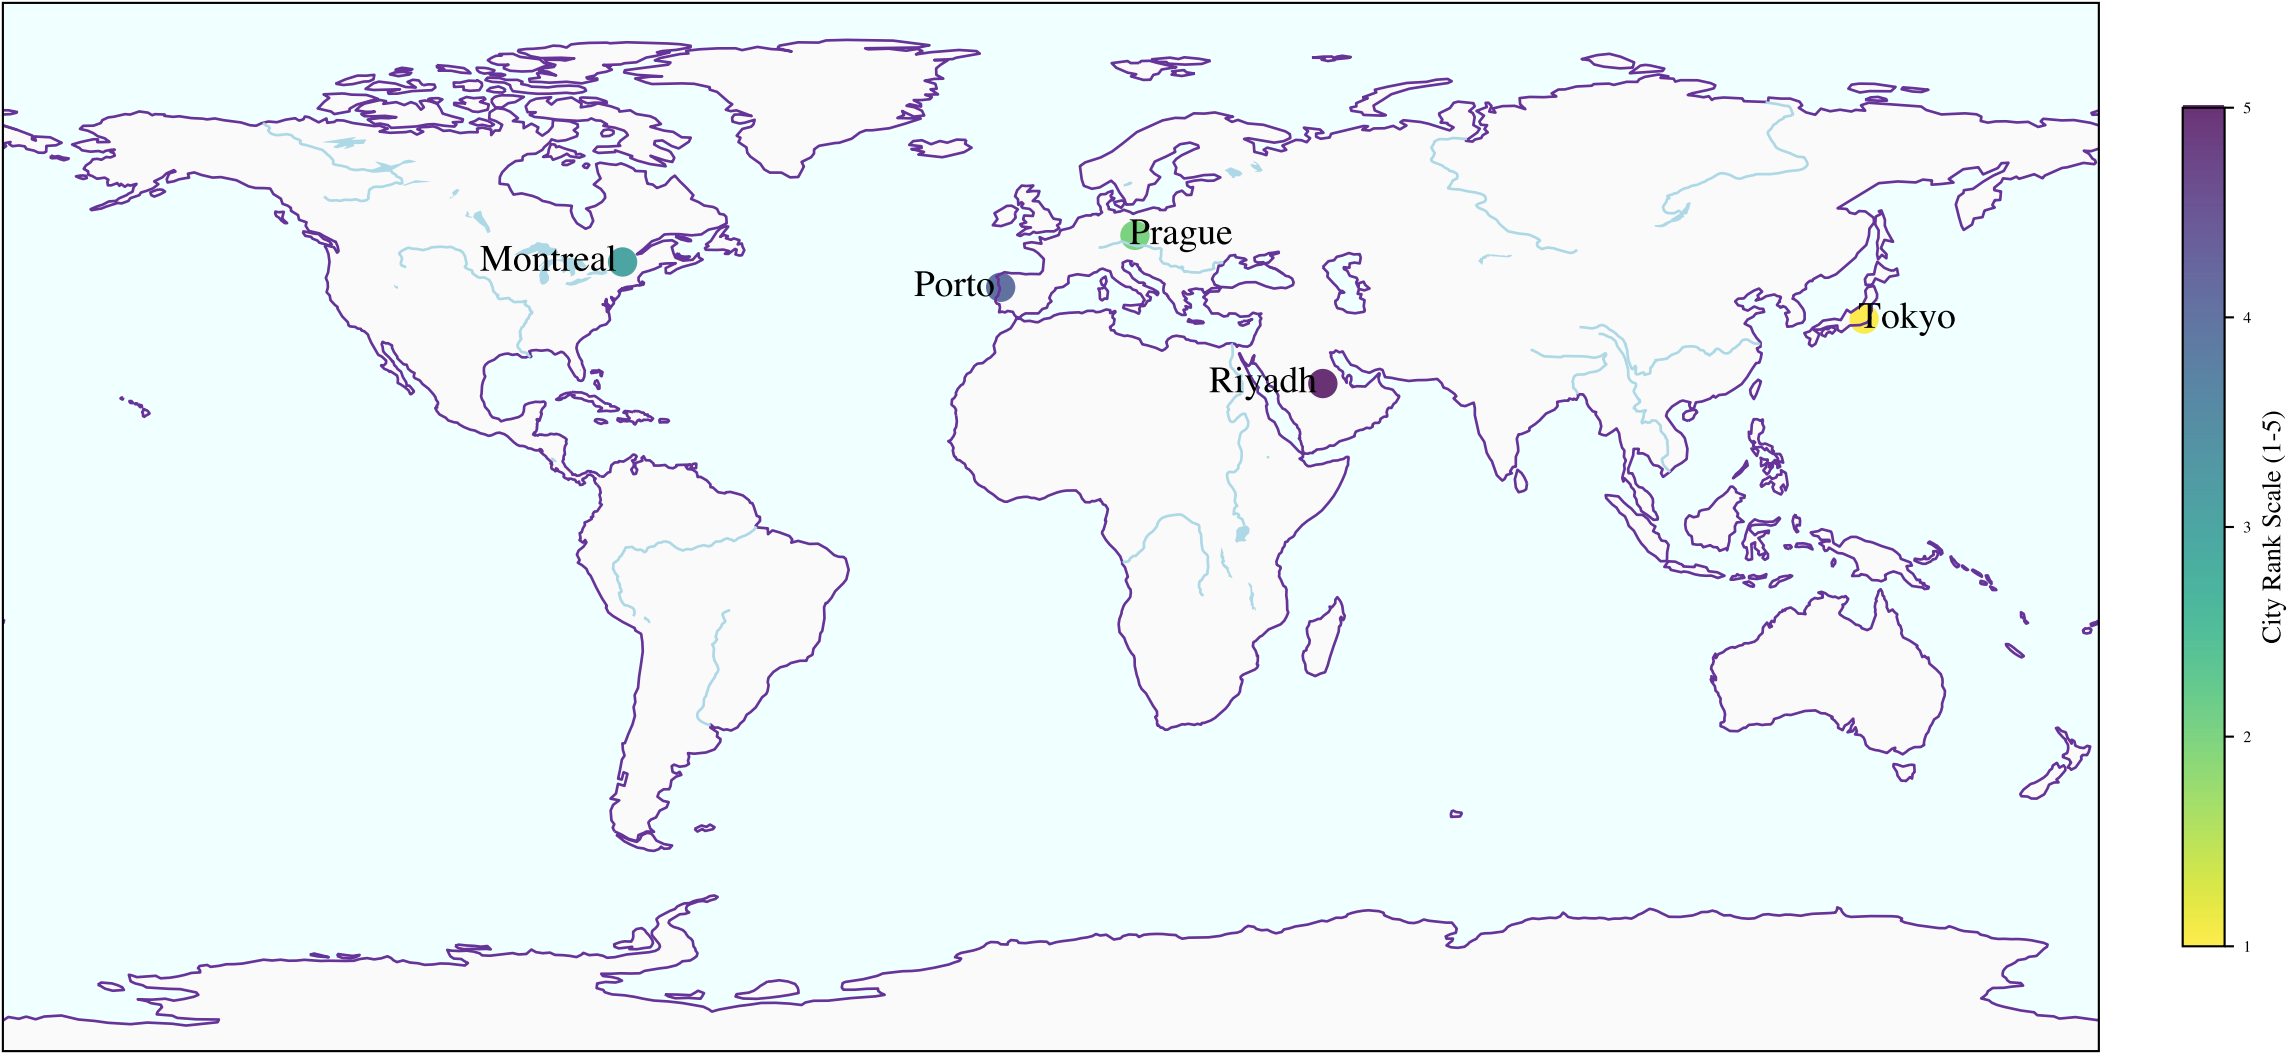 Prague
Montreal
Porto
Tokyo
Riyadh
5
4
3
2
1
City Rank Scale (1-5)